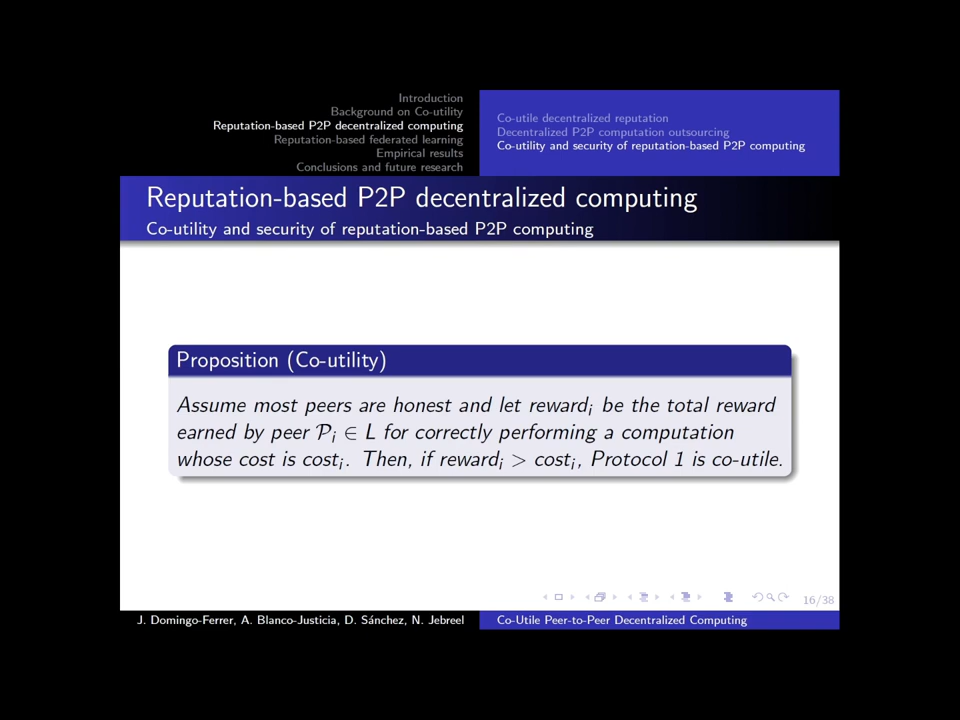 Introduction
Background on Co-utility
Reputation-based P2P decentralized computing
Reputation-based federated learning
Empirical results
Conclusions and future research
Co-utile decentralized reputation
Decentralized P2P computation outsourcing
Co-utility and security of reputation-based P2P computing
Reputation-based P2P decentralized computing
Co-utility and security of reputation-based P2P computing
Proposition (Co-utility)
Assume most peers are honest and let rewardᵢ be the total reward
earned by peer 𝒫ᵢ ∈ L for correctly performing a computation
whose cost is costᵢ. Then, if rewardᵢ > costᵢ, Protocol 1 is co-utile.
16/38
J. Domingo-Ferrer, A. Blanco-Justicia, D. Sánchez, N. Jebreel
Co-Utile Peer-to-Peer Decentralized Computing